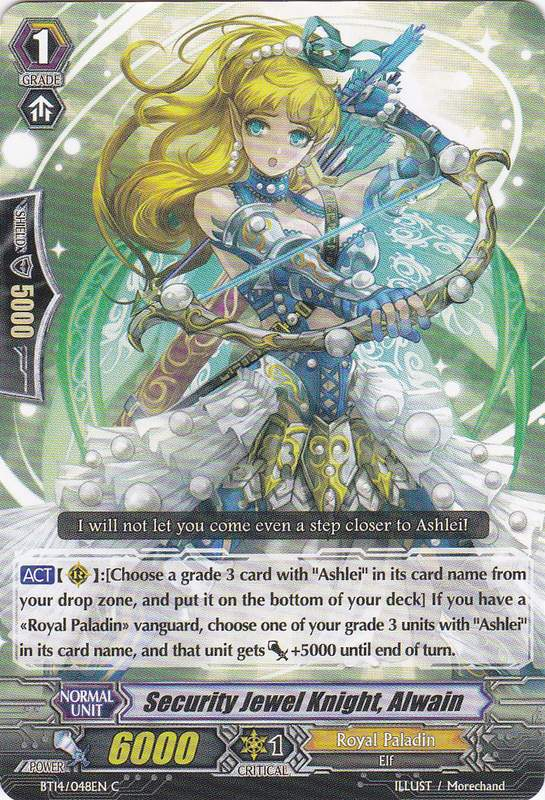 1
GRADE
SHIELD
5000
I will not let you come even a step closer to Ashlei!
ACT【 R 】:[Choose a grade 3 card with "Ashlei" in its card name from
your drop zone, and put it on the bottom of your deck] If you have a
«Royal Paladin» vanguard, choose one of your grade 3 units with "Ashlei"
in its card name, and that unit gets +5000 until end of turn.
NORMAL
UNIT
Security Jewel Knight, Alwain
POWER
6000
1
CRITICAL
Royal Paladin
Elf
BT14/048EN C
ILLUST / Morechand